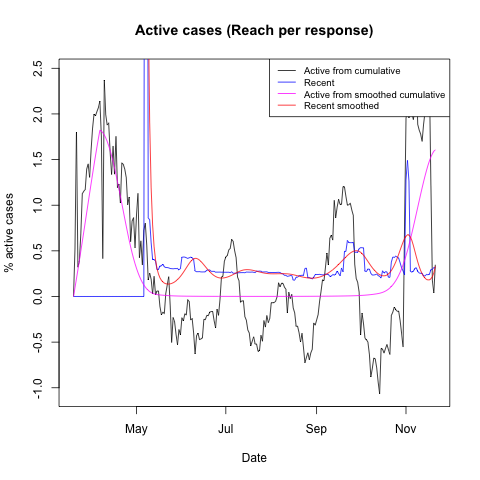 Active cases (Reach per response)
Active from cumulative
Recent
Active from smoothed cumulative
Recent smoothed
% active cases
2.5
2.0
1.5
1.0
0.5
0.0
-0.5
-1.0
May Jul Sep Nov
Date